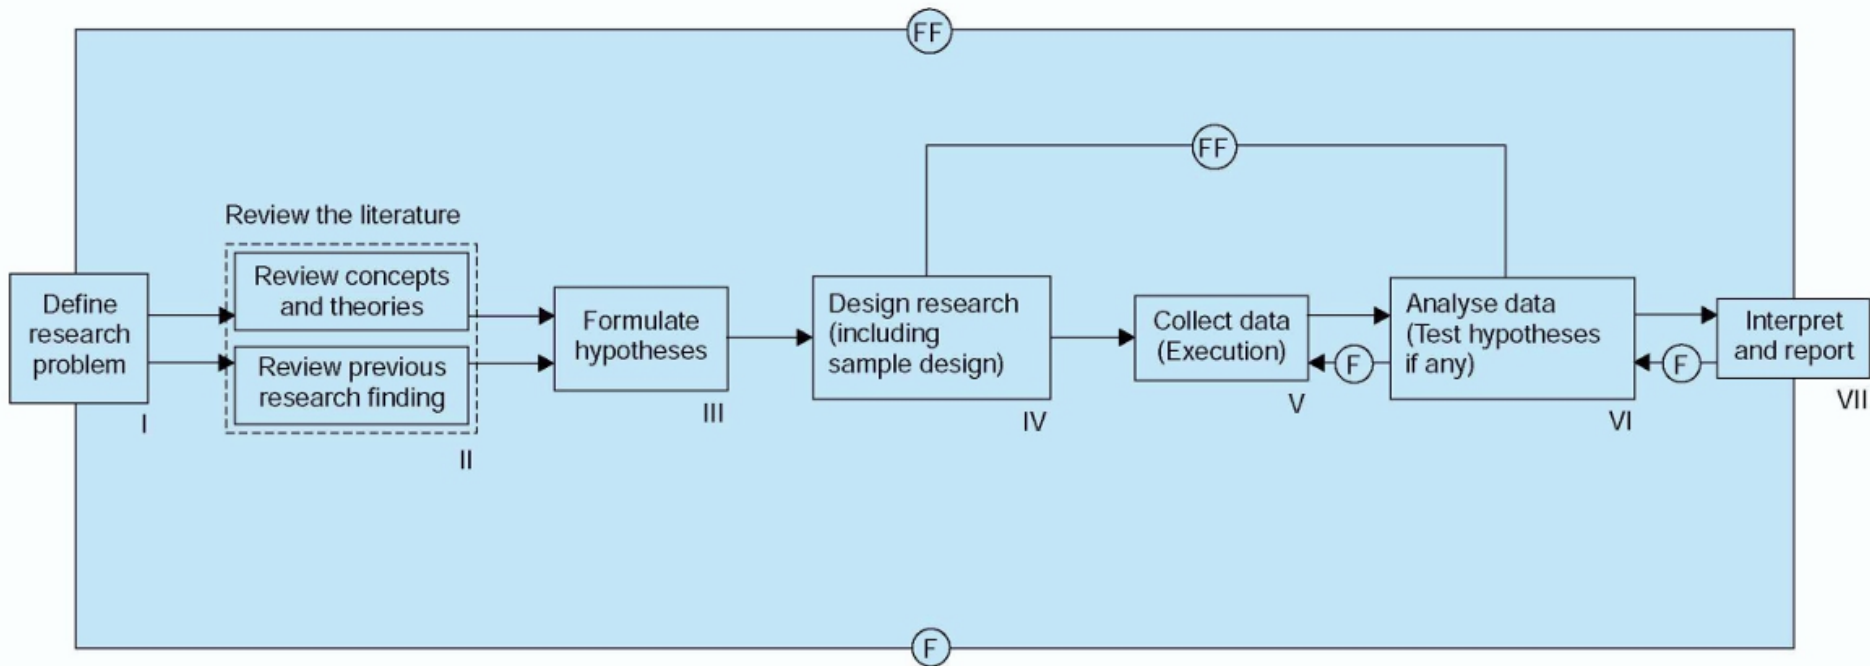 FF
FF
Review the literature
Review concepts
and theories
Define
research
problem
I
Review previous
research finding
II
Formulate
hypotheses
III
Design research
(including
sample design)
IV
Collect data
(Execution)
V
F
Analyse data
(Test hypotheses
if any)
VI
F
Interpret
and report
VII
F